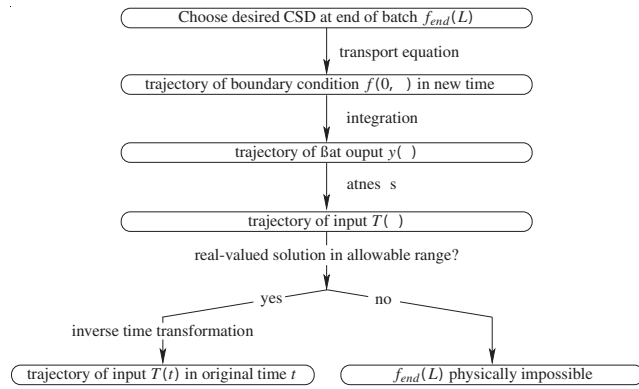 Choose desired CSD at end of batch f_end(L)
transport equation
trajectory of boundary condition f(0, ) in new time
integration
trajectory of ßat ouput y( )
atnes s
trajectory of input T( )
real-valued solution in allowable range?
yes no
inverse time transformation
trajectory of input T(t) in original time t
f_end(L) physically impossible